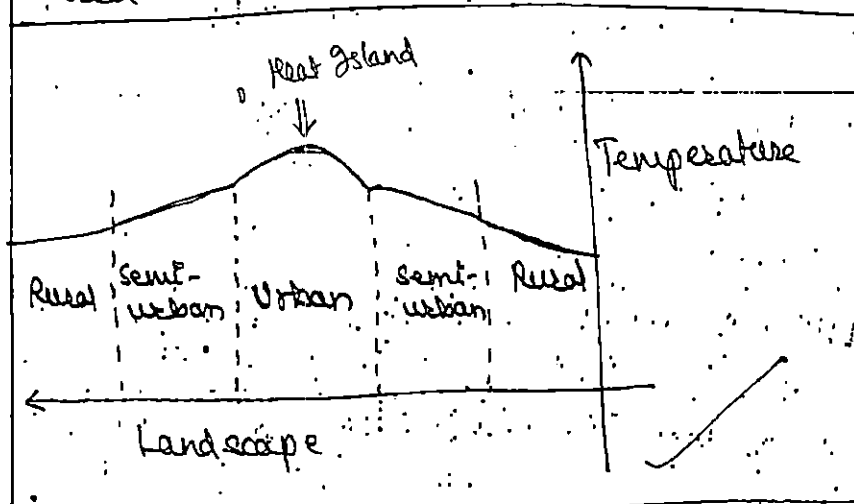 Heat Island
Temperature
Rural
semi-
urban
Urban
semi-
urban
Rural
Landscape